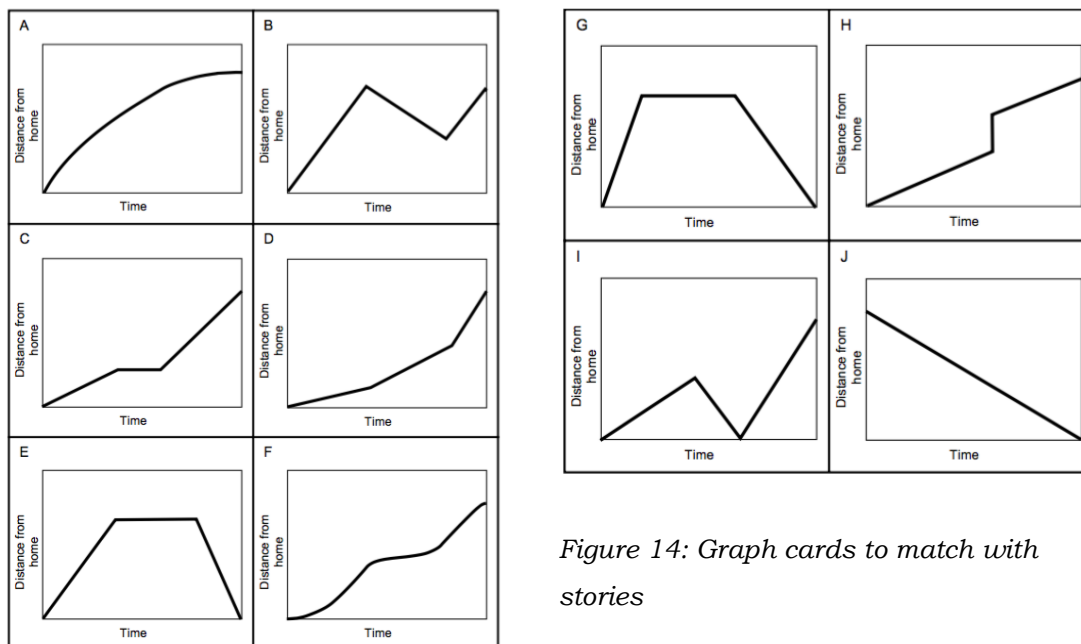 A
Distance from
home
Time
B
Distance from
home
Time
C
Distance from
home
Time
D
Distance from
home
Time
E
Distance from
home
Time
F
Distance from
home
Time
G
Distance from
home
Time
H
Distance from
home
Time
I
Distance from
home
Time
J
Distance from
home
Time
Figure 14: Graph cards to match with
stories